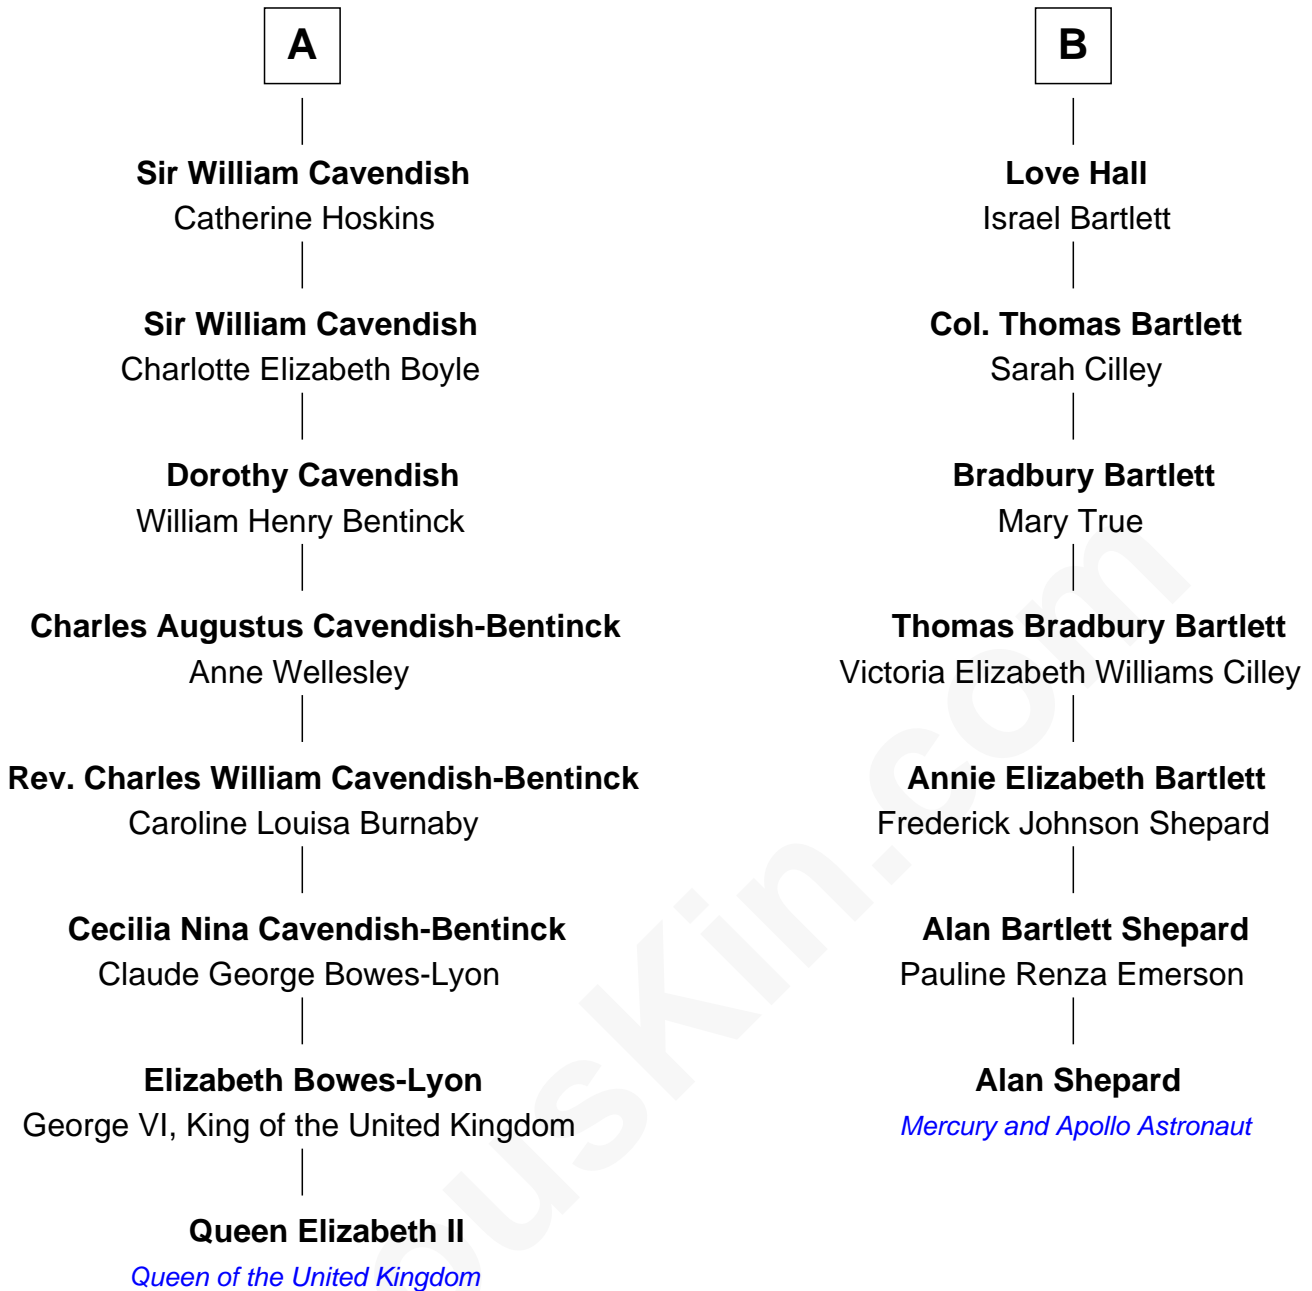 A
Sir William Cavendish
Catherine Hoskins
Sir William Cavendish
Charlotte Elizabeth Boyle
Dorothy Cavendish
William Henry Bentinck
Charles Augustus Cavendish-Bentinck
Anne Wellesley
Rev. Charles William Cavendish-Bentinck
Caroline Louisa Burnaby
Cecilia Nina Cavendish-Bentinck
Claude George Bowes-Lyon
Elizabeth Bowes-Lyon
George VI, King of the United Kingdom
Queen Elizabeth II
Queen of the United Kingdom
B
Love Hall
Israel Bartlett
Col. Thomas Bartlett
Sarah Cilley
Bradbury Bartlett
Mary True
Thomas Bradbury Bartlett
Victoria Elizabeth Williams Cilley
Annie Elizabeth Bartlett
Frederick Johnson Shepard
Alan Bartlett Shepard
Pauline Renza Emerson
Alan Shepard
Mercury and Apollo Astronaut
ousKin.com